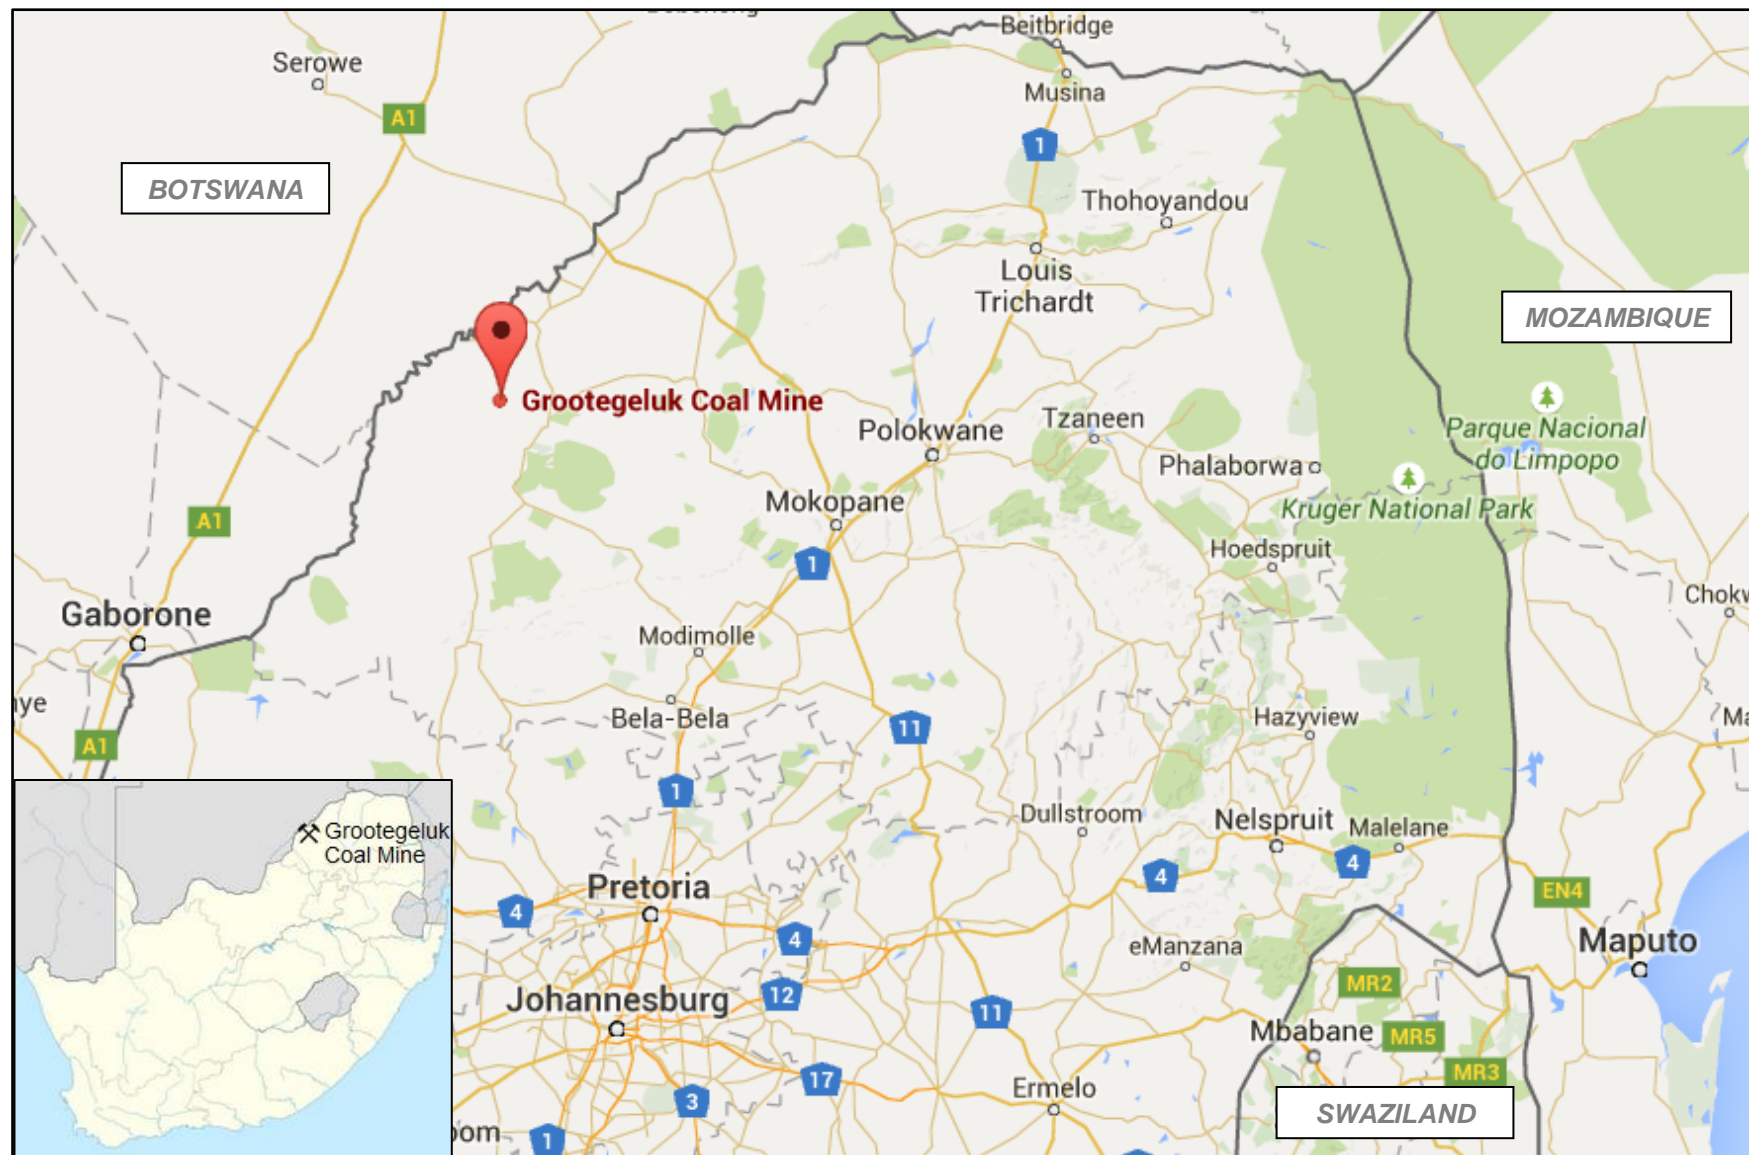 Beitbridge
Serowe
Musina
A1
1
BOTSWANA
Thohoyandou
Louis
Trichardt
MOZAMBIQUE
Grootegeluk Coal Mine
Polokwane
Tzaneen
Parque Nacional
do Limpopo
Phalaborwa
Kruger National Park
Mokopane
A1
Hoedspruit
1
Gaborone
Modimolle
Bela-Bela
Hazyview
11
A1
1
Dullstroom
Nelspruit
Malelane
4
4
Grootegeluk
Coal Mine
Pretoria
4
4
EN4
eManzana
Maputo
MR2
12
Johannesburg
11
Mbabane
MR5
MR3
17
Ermelo
3
SWAZILAND
1